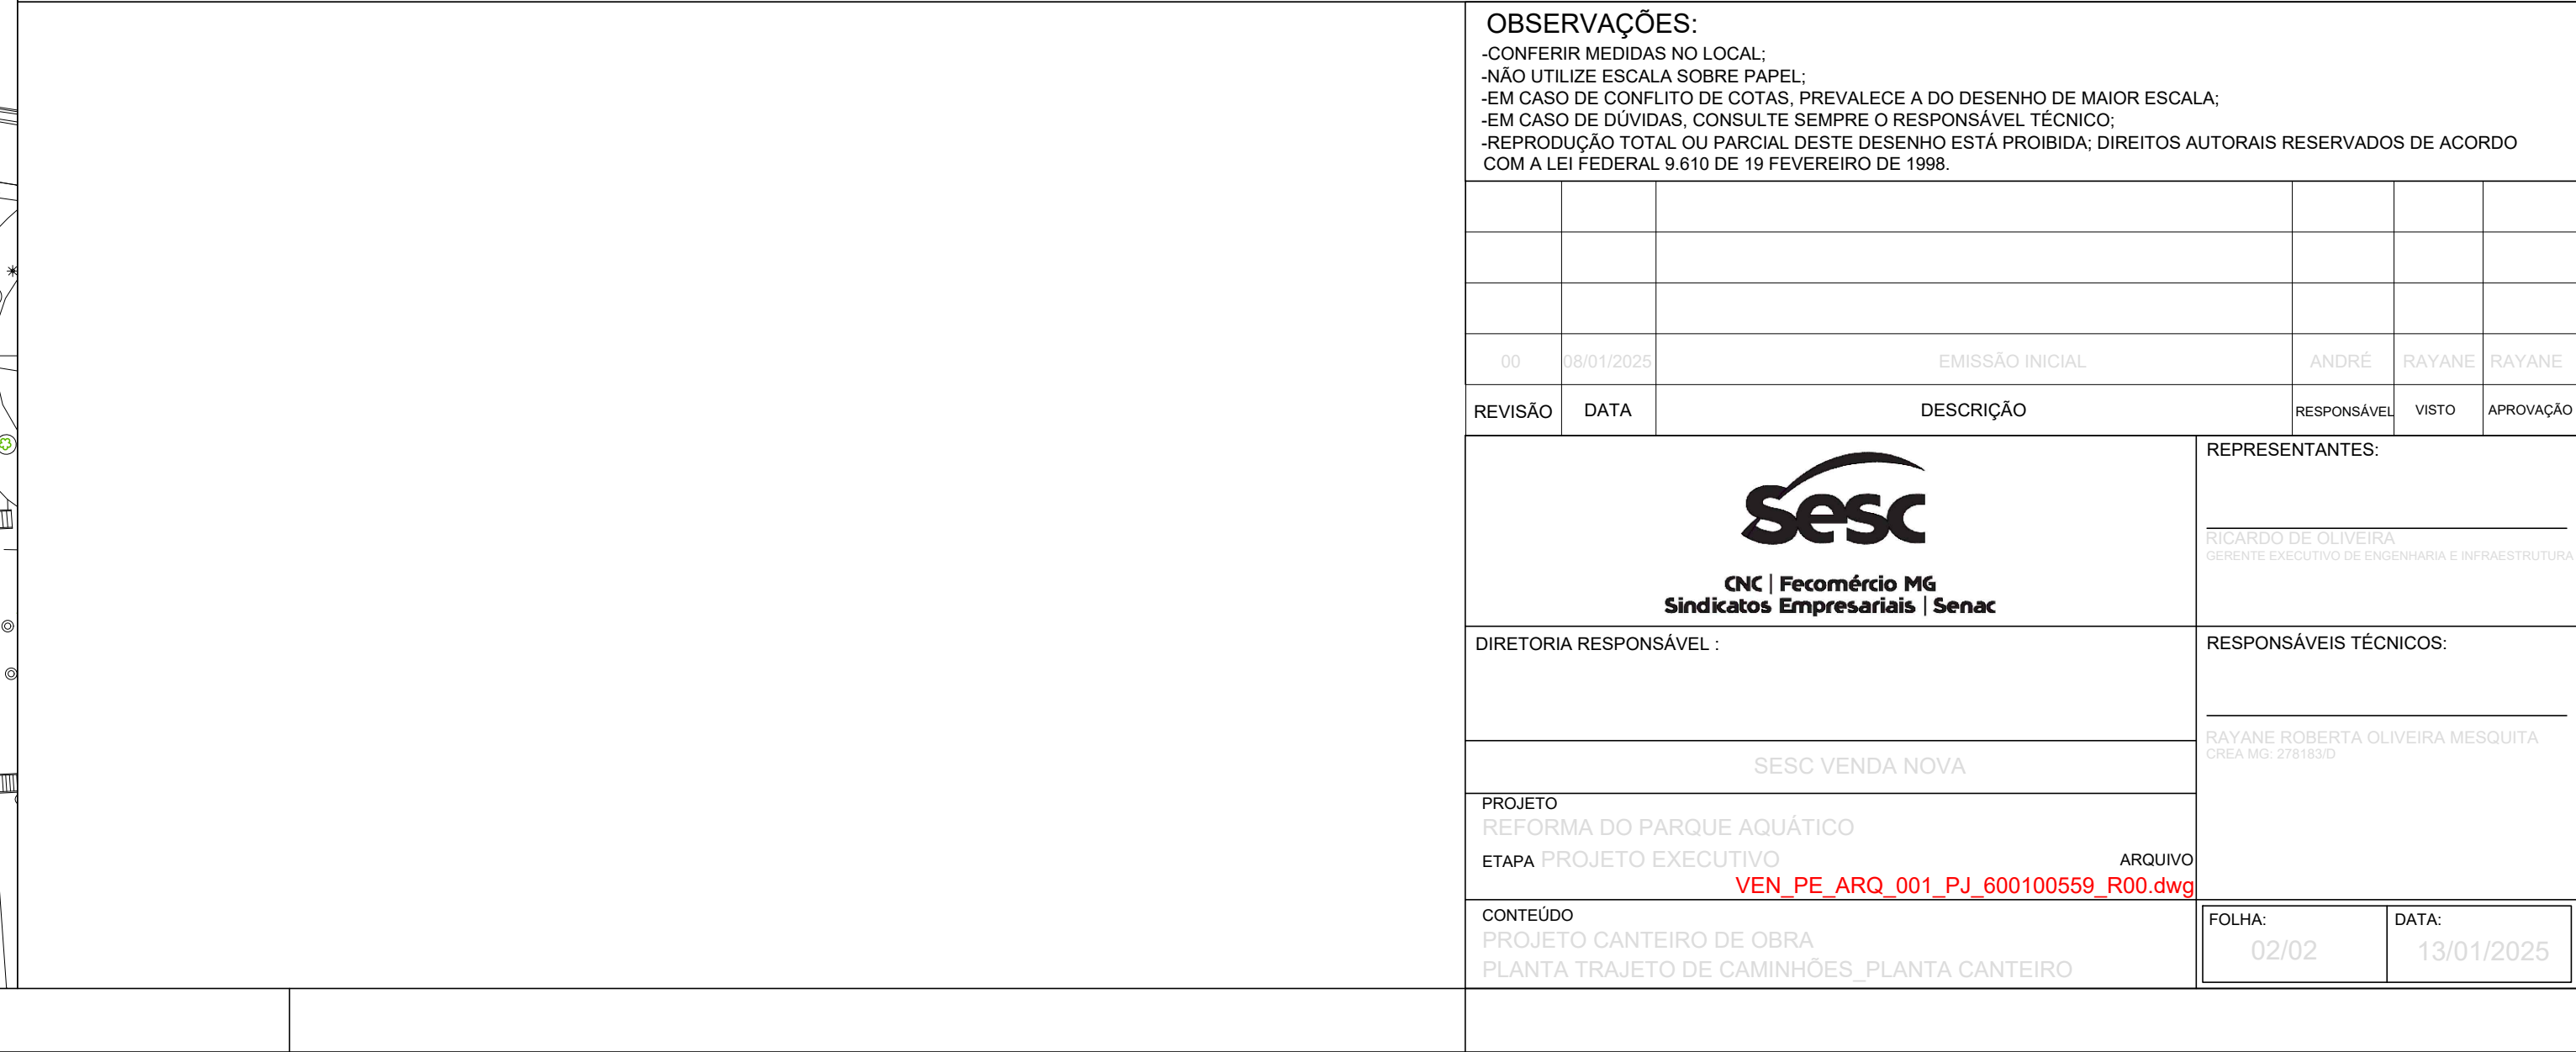 OBSERVAÇÕES:
-CONFERIR MEDIDAS NO LOCAL;
-NÃO UTILIZE ESCALA SOBRE PAPEL;
-EM CASO DE CONFLITO DE COTAS, PREVALECE A DO DESENHO DE MAIOR ESCALA;
-EM CASO DE DÚVIDAS, CONSULTE SEMPRE O RESPONSÁVEL TÉCNICO;
-REPRODUÇÃO TOTAL OU PARCIAL DESTE DESENHO ESTÁ PROIBIDA; DIREITOS AUTORAIS RESERVADOS DE ACORDO
COM A LEI FEDERAL 9.610 DE 19 FEVEREIRO DE 1998.
00 08/01/2025 EMISSÃO INICIAL ANDRÉ RAYANE RAYANE
REVISÃO DATA DESCRIÇÃO RESPONSÁVEL VISTO APROVAÇÃO
Sesc
CNC | Fecomércio MG
Sindicatos Empresariais | Senac
REPRESENTANTES:
RICARDO DE OLIVEIRA
GERENTE EXECUTIVO DE ENGENHARIA E INFRAESTRUTURA
DIRETORIA RESPONSÁVEL :
RESPONSÁVEIS TÉCNICOS:
RAYANE ROBERTA OLIVEIRA MESQUITA
CREA MG: 278183/D
SESC VENDA NOVA
PROJETO
REFORMA DO PARQUE AQUÁTICO
ETAPA PROJETO EXECUTIVO ARQUIVO
VEN_PE_ARQ_001_PJ_600100559_R00.dwg
CONTEÚDO
PROJETO CANTEIRO DE OBRA
PLANTA TRAJETO DE CAMINHÕES_PLANTA CANTEIRO
FOLHA: DATA:
02/02 13/01/2025